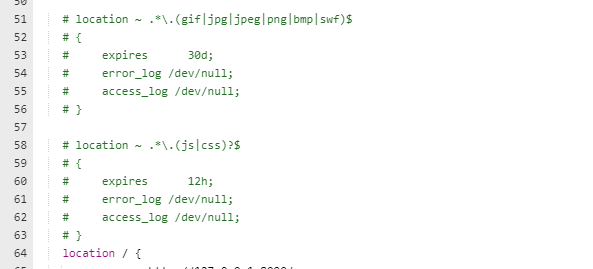 51 # location ~ .*\.(gif|jpg|jpeg|png|bmp|swf)$
52 # {
53 #     expires      30d;
54 #     error_log /dev/null;
55 #     access_log /dev/null;
56 # }
57
58 # location ~ .*\.(js|css)?$
59 # {
60 #     expires      12h;
61 #     error_log /dev/null;
62 #     access_log /dev/null;
63 # }
64 location / {